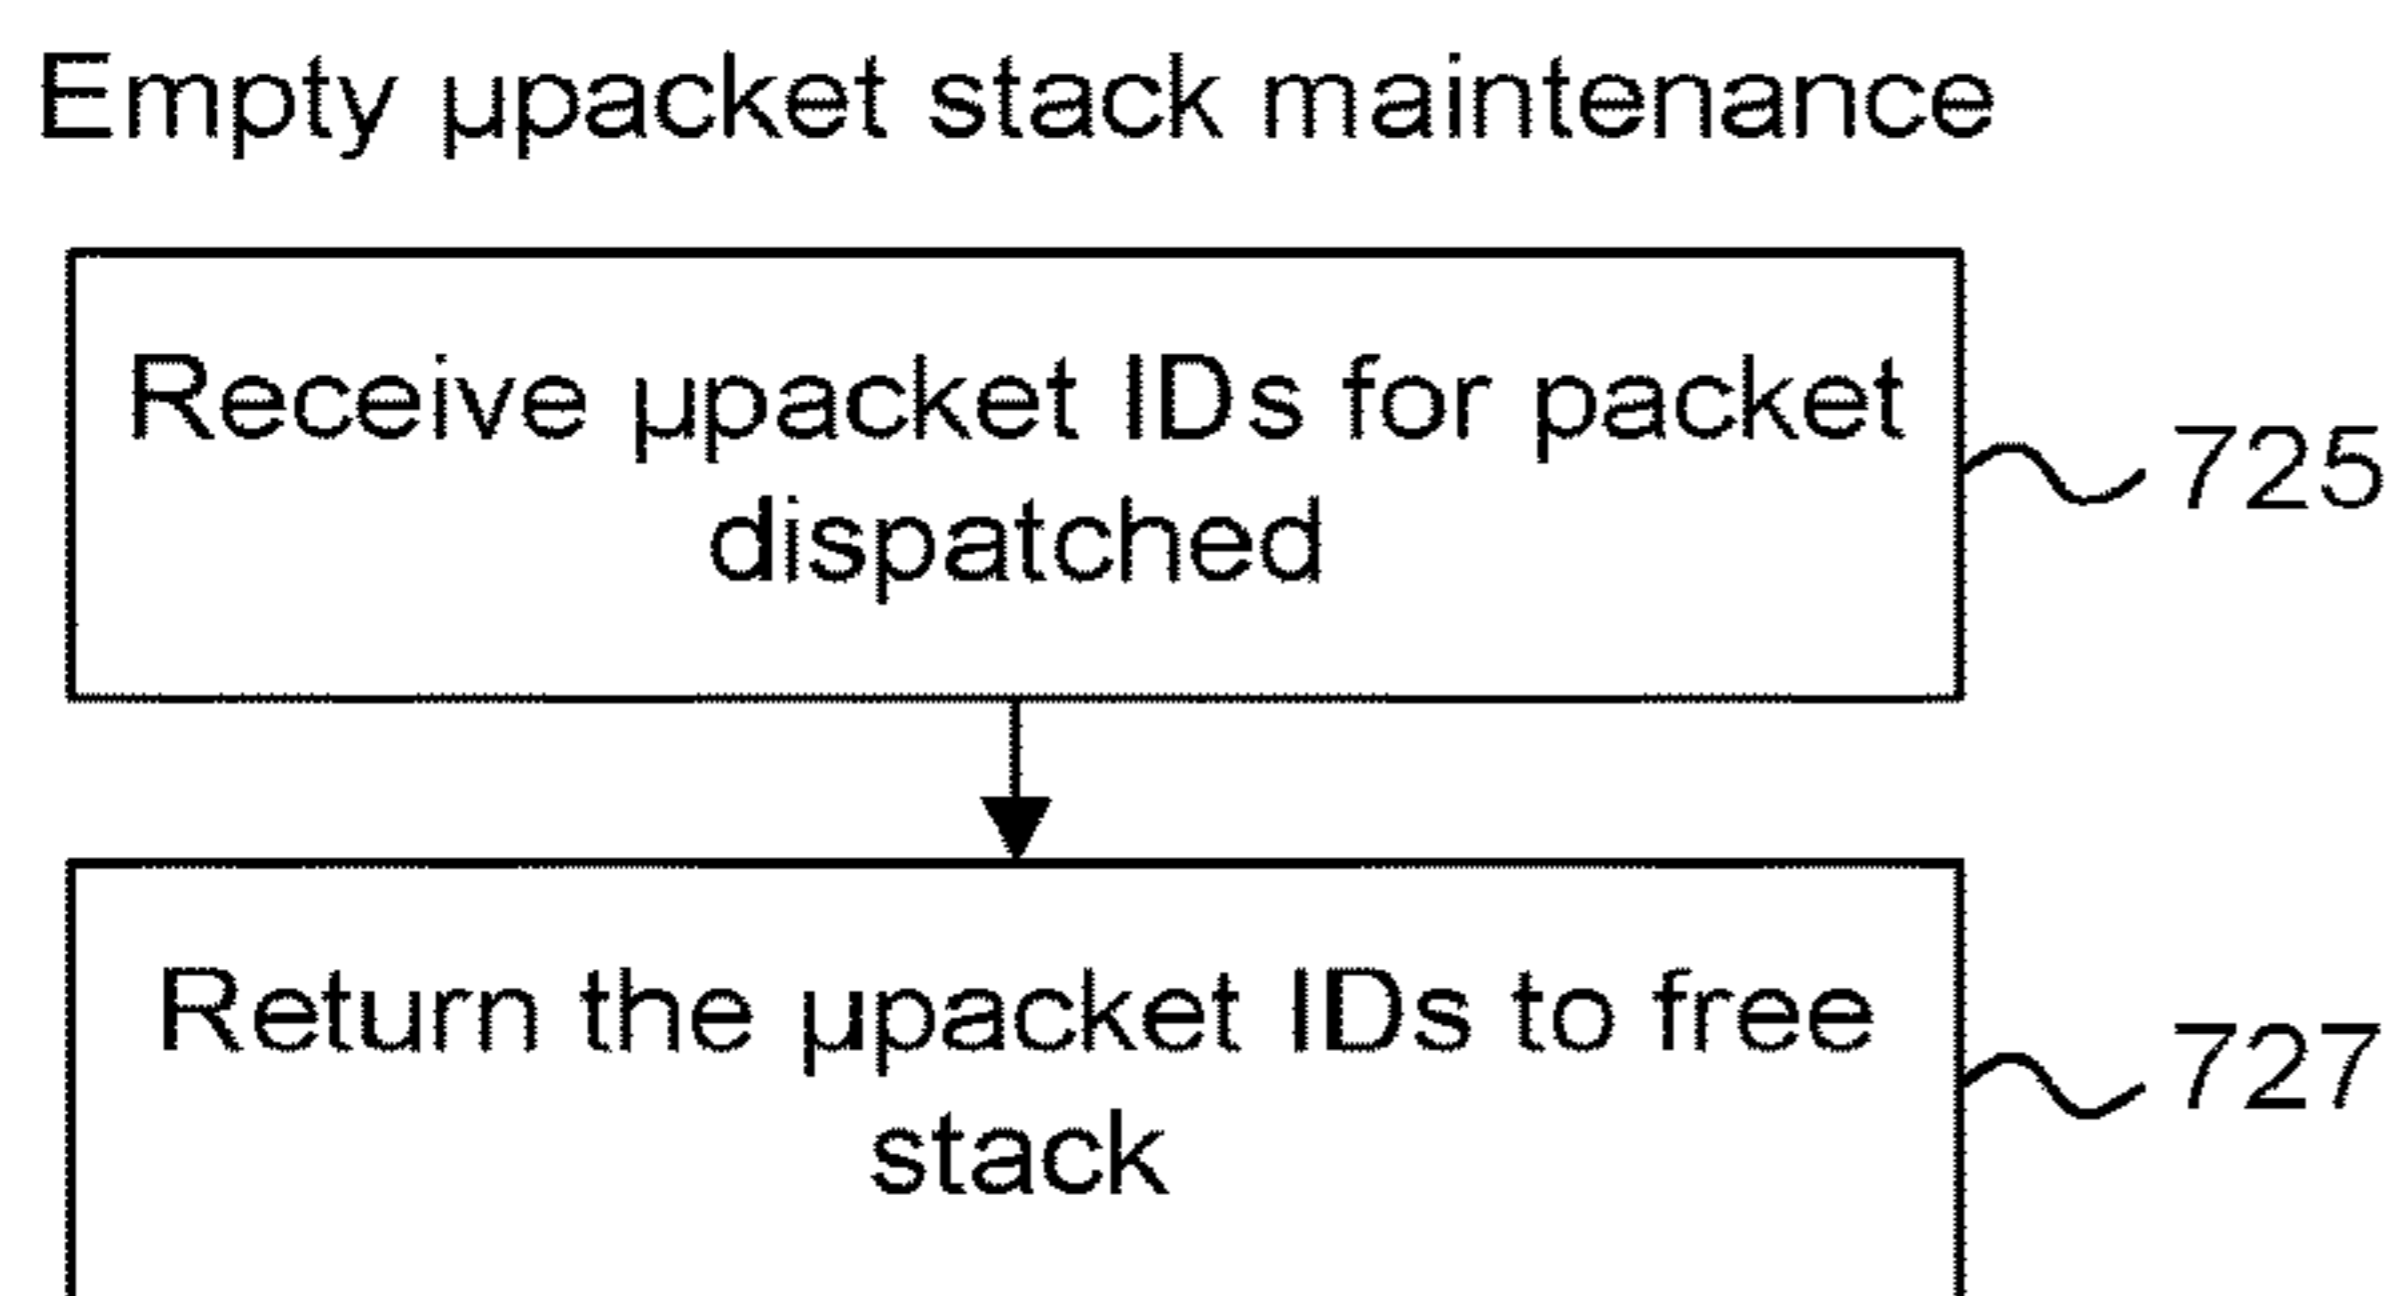 Empty µpacket stack maintenance
Receive µpacket IDs for packet
dispatched
725
Return the µpacket IDs to free
stack
727